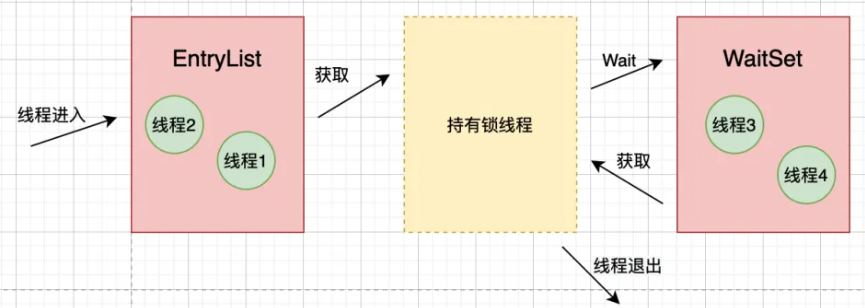 线程进入
EntryList
线程2
线程1
获取
持有锁线程
Wait
获取
WaitSet
线程3
线程4
线程退出